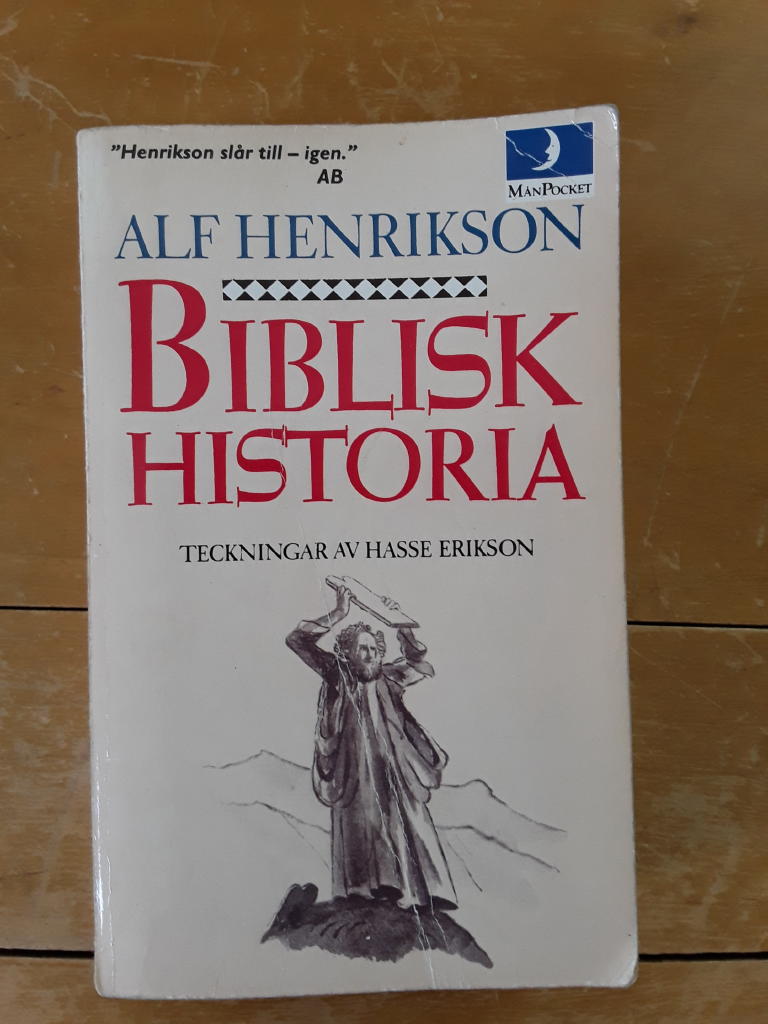 ”Henrikson slår till – igen.”
AB
MånPocket
ALF HENRIKSON
BIBLISK
HISTORIA
TECKNINGAR AV HASSE ERIKSON